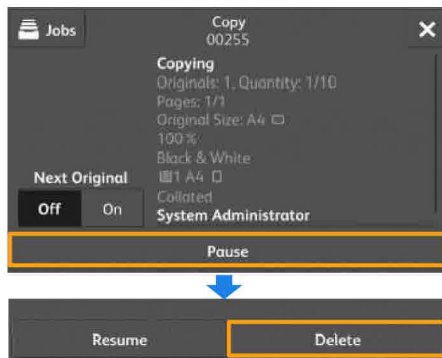 Jobs
Copy
00255
Copying
Originals: 1, Quantity: 1/10
Pages: 1/1
Original Size: A4
100%
Black & White
1 A4
Collated
System Administrator
Next Original
Off On
Pause
Resume Delete